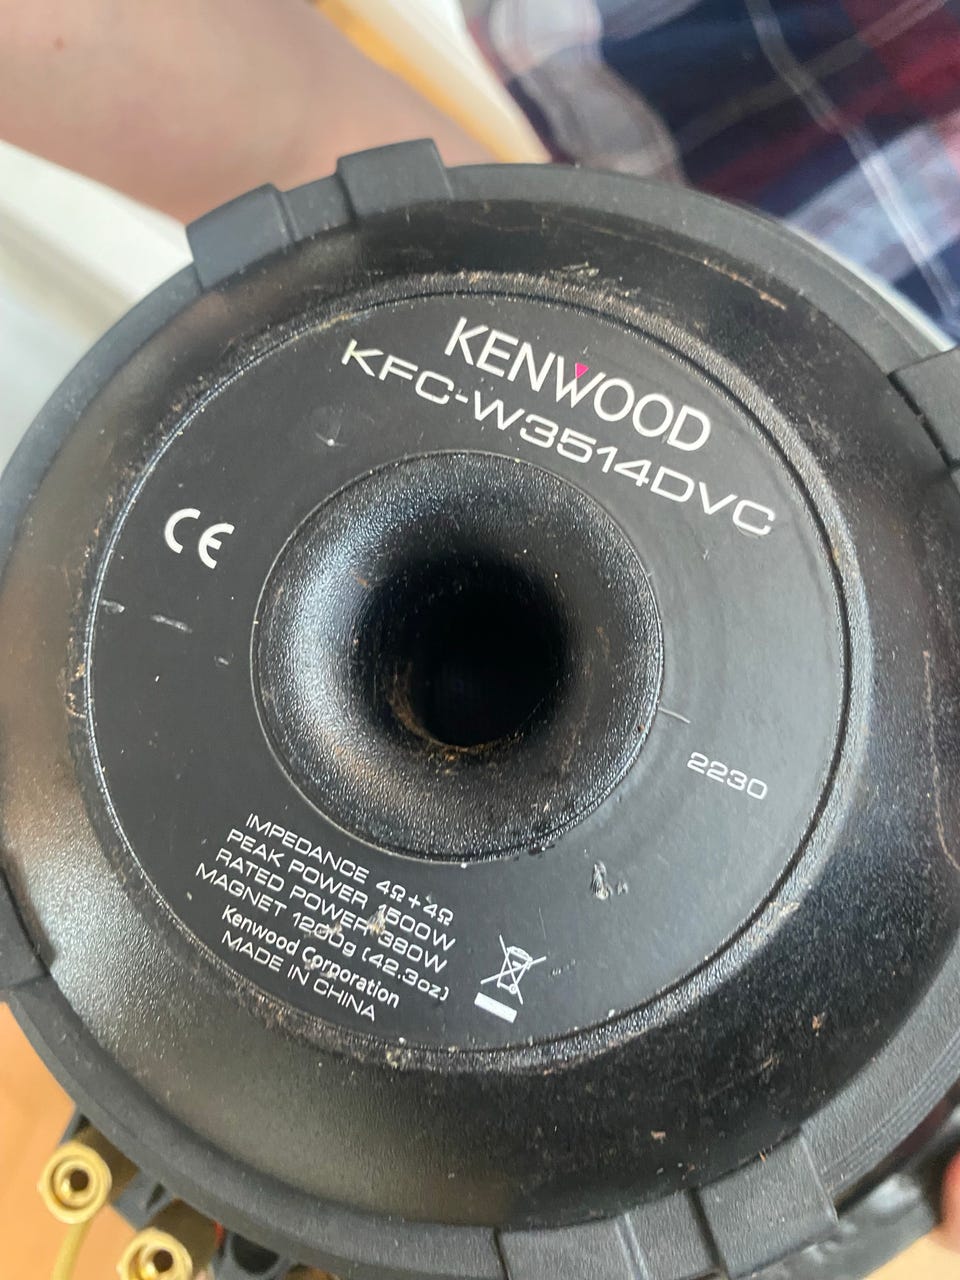 KENWOOD
KFC-W3514DVC
CE
2230
IMPEDANCE 4Ω+4Ω
PEAK POWER 1500W
RATED POWER 380W
MAGNET 1200g (42.3oz)
Kenwood Corporation
MADE IN CHINA